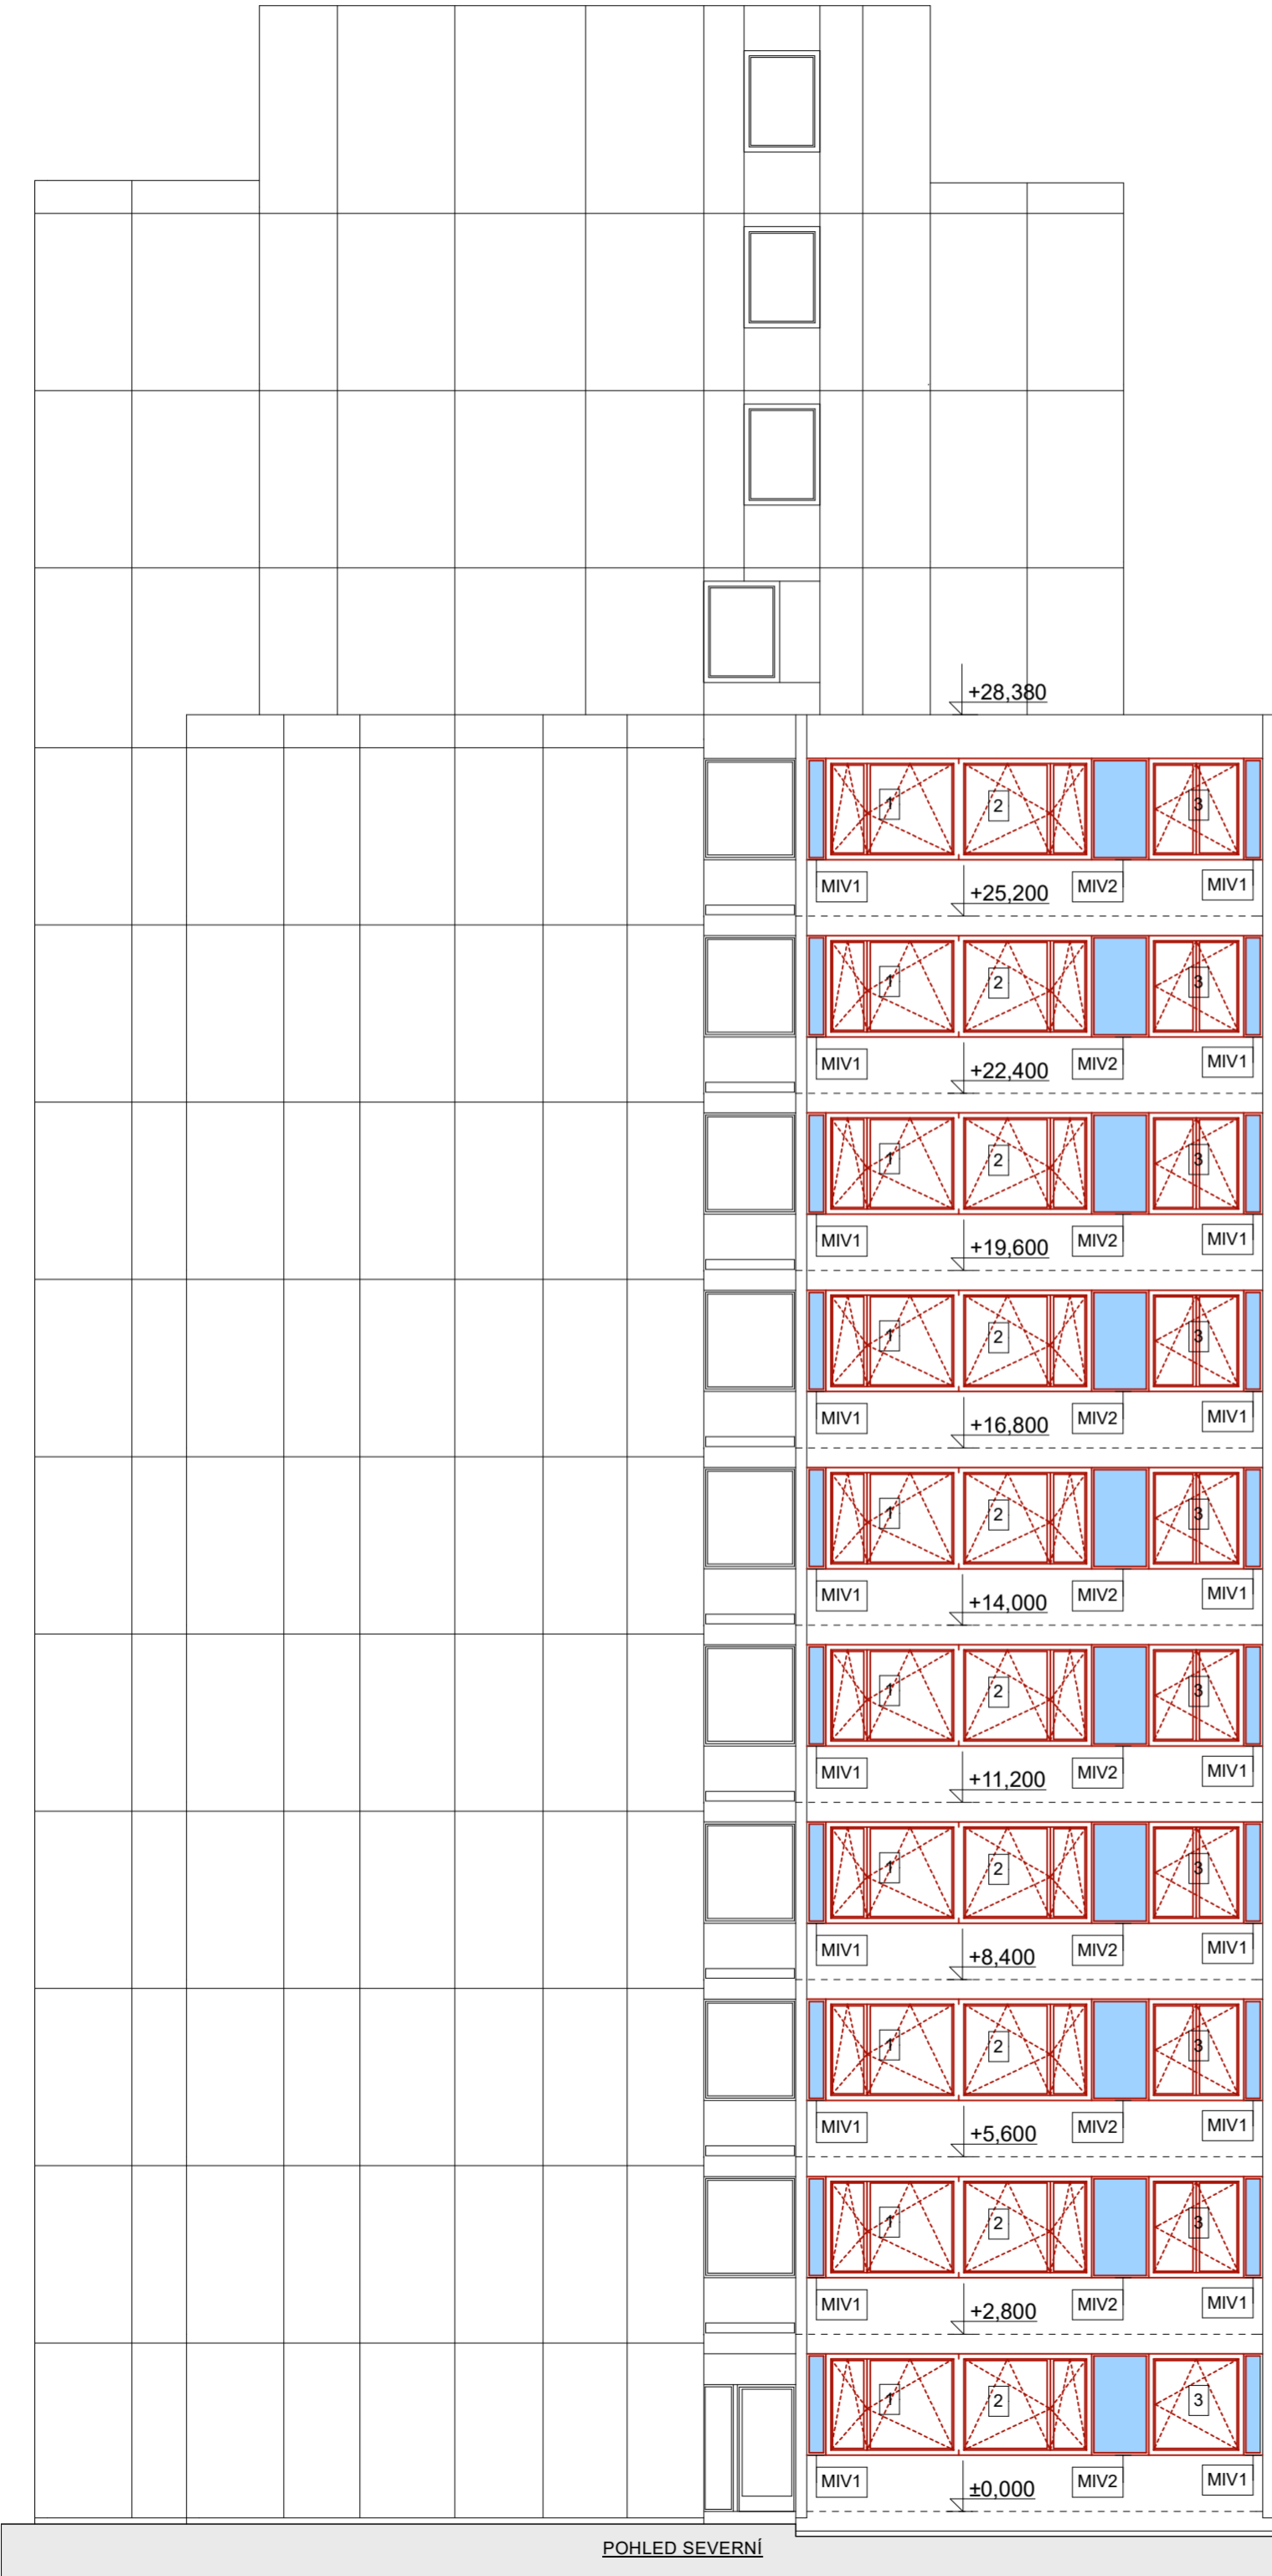 +28,380
1 2 3
MIV1 +25,200 MIV2 MIV1
1 2 3
MIV1 +22,400 MIV2 MIV1
1 2 3
MIV1 +19,600 MIV2 MIV1
1 2 3
MIV1 +16,800 MIV2 MIV1
1 2 3
MIV1 +14,000 MIV2 MIV1
1 2 3
MIV1 +11,200 MIV2 MIV1
1 2 3
MIV1 +8,400 MIV2 MIV1
1 2 3
MIV1 +5,600 MIV2 MIV1
1 2 3
MIV1 +2,800 MIV2 MIV1
1 2 3
MIV1 ±0,000 MIV2 MIV1
POHLED SEVERNÍ